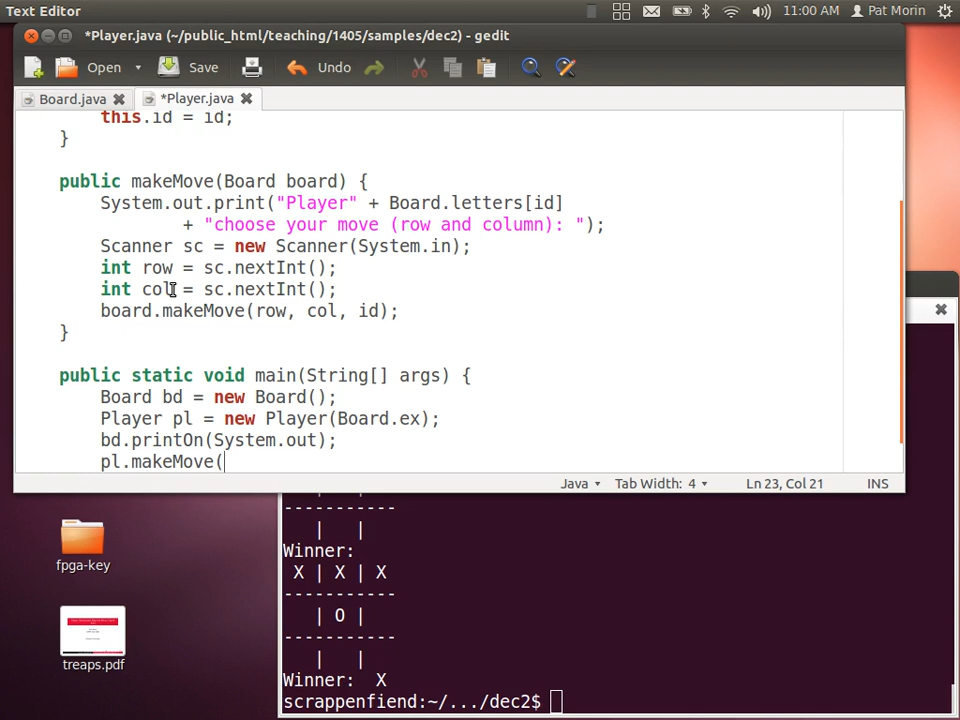 Text Editor
11:00 AM Pat Morin
*Player.java (~/public_html/teaching/1405/samples/dec2) - gedit
Open Save Undo
Board.java *Player.java
this.id = id;
}
public makeMove(Board board) {
System.out.print("Player" + Board.letters[id]
+ "choose your move (row and column): ");
Scanner sc = new Scanner(System.in);
int row = sc.nextInt();
int col = sc.nextInt();
board.makeMove(row, col, id);
}
public static void main(String[] args) {
Board bd = new Board();
Player pl = new Player(Board.ex);
bd.printOn(System.out);
pl.makeMove(
Java Tab Width: 4 Ln 23, Col 21 INS
-----------
| |
Winner:
X | X | X
-----------
| O |
-----------
| |
Winner: X
scrappenfiend:~/.../dec2$
fpga-key
treaps.pdf